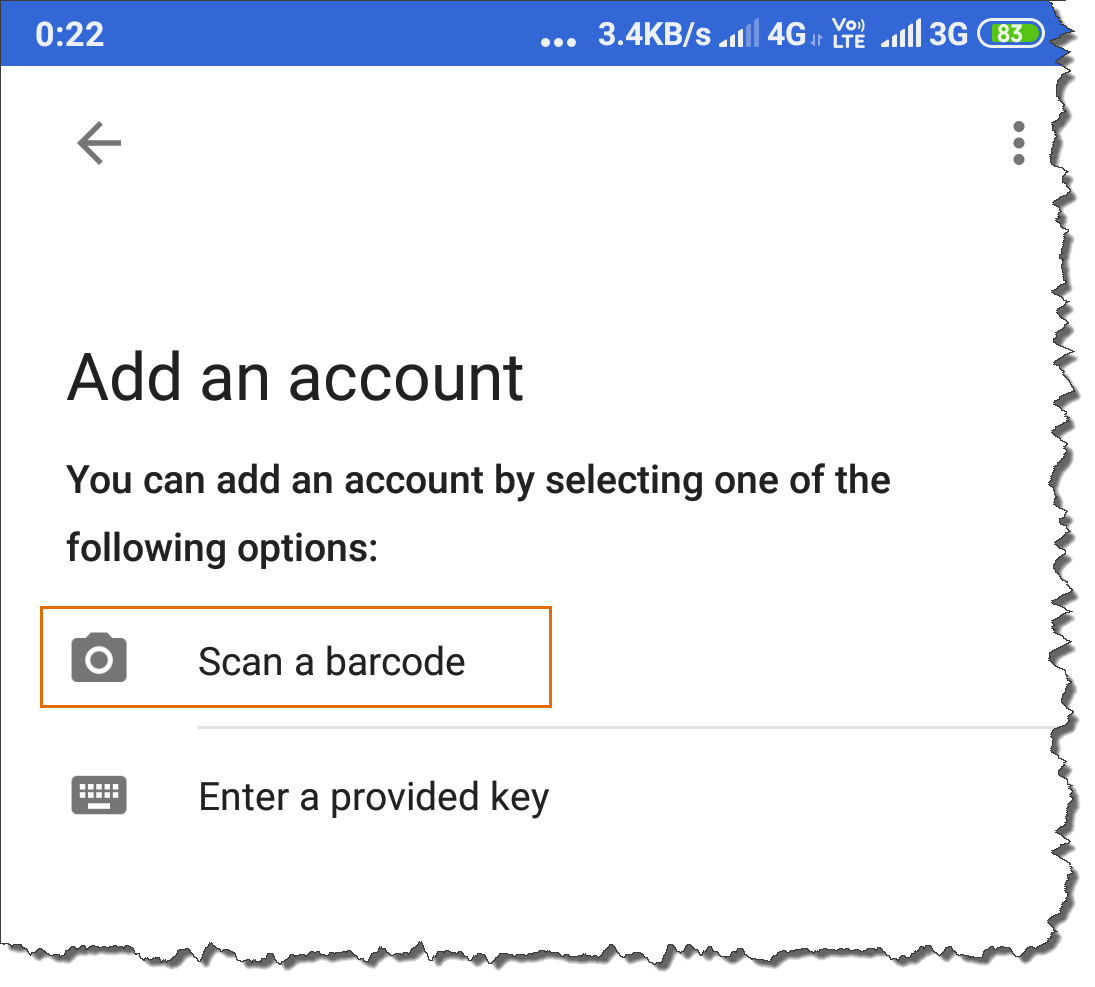 0:22 ... 3.4KB/s 4G Vo LTE 3G 83
Add an account
You can add an account by selecting one of the
following options:
Scan a barcode
Enter a provided key